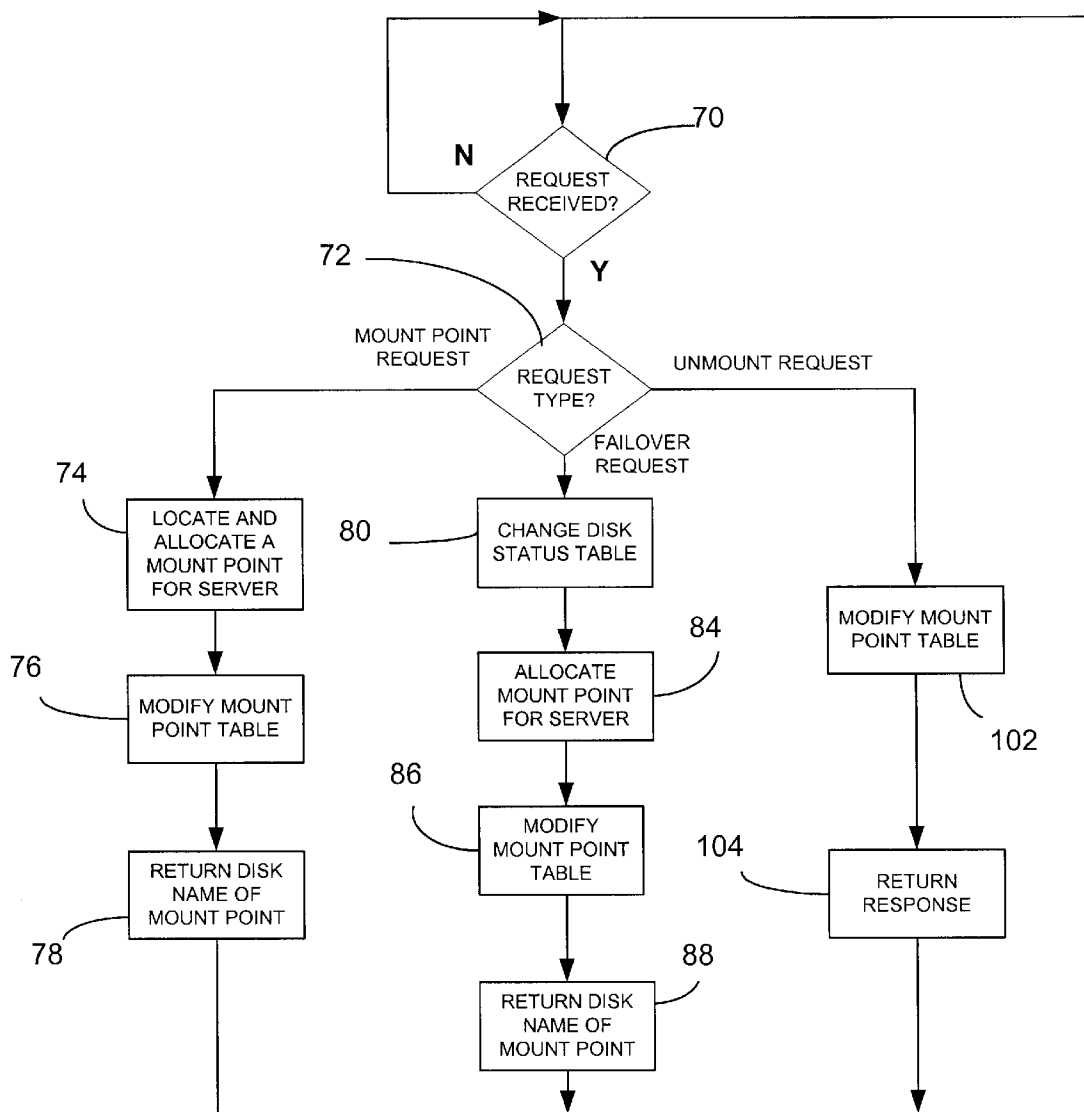 70
N
REQUEST
RECEIVED?
72
Y
MOUNT POINT
REQUEST
REQUEST
TYPE?
UNMOUNT REQUEST
FAILOVER
REQUEST
74
LOCATE AND
ALLOCATE A
MOUNT POINT
FOR SERVER
80
CHANGE DISK
STATUS TABLE
MODIFY MOUNT
POINT TABLE
102
76
MODIFY MOUNT
POINT TABLE
84
ALLOCATE
MOUNT POINT
FOR SERVER
86
MODIFY
MOUNT POINT
TABLE
78
RETURN DISK
NAME OF
MOUNT POINT
104
RETURN
RESPONSE
88
RETURN DISK
NAME OF
MOUNT POINT